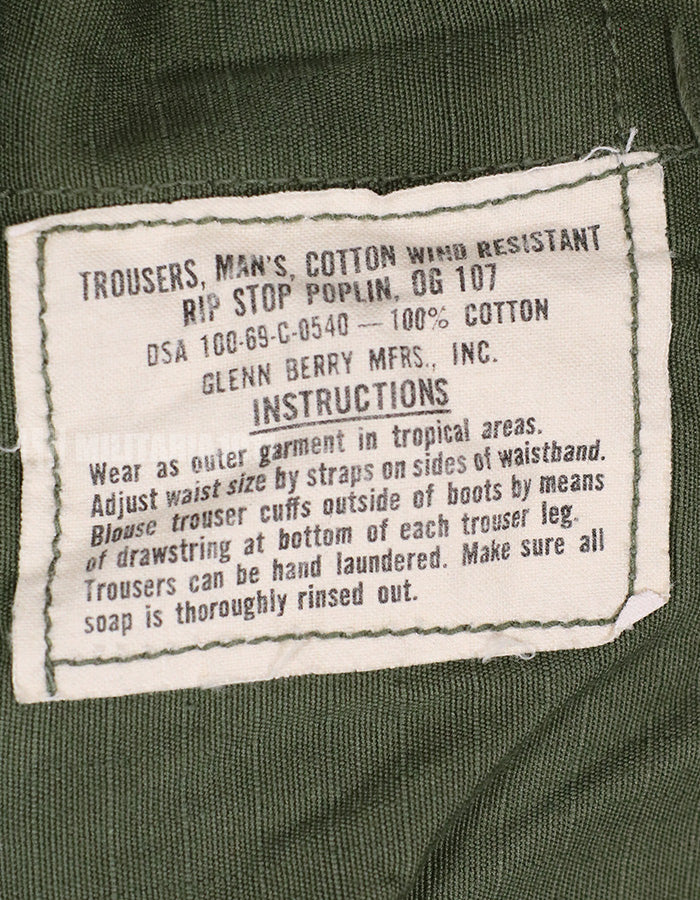 TROUSERS, MAN'S, COTTON WIND RESISTANT
RIP STOP POPLIN, OG 107
DSA 100-69-C-0540 — 100% COTTON
GLENN BERRY MFRS., INC.
INSTRUCTIONS
Wear as outer garment in tropical areas.
Adjust waist size by straps on sides of waistband.
Blouse trouser cuffs outside of boots by means
of drawstring at bottom of each trouser leg.
Trousers can be hand laundered. Make sure all
soap is thoroughly rinsed out.